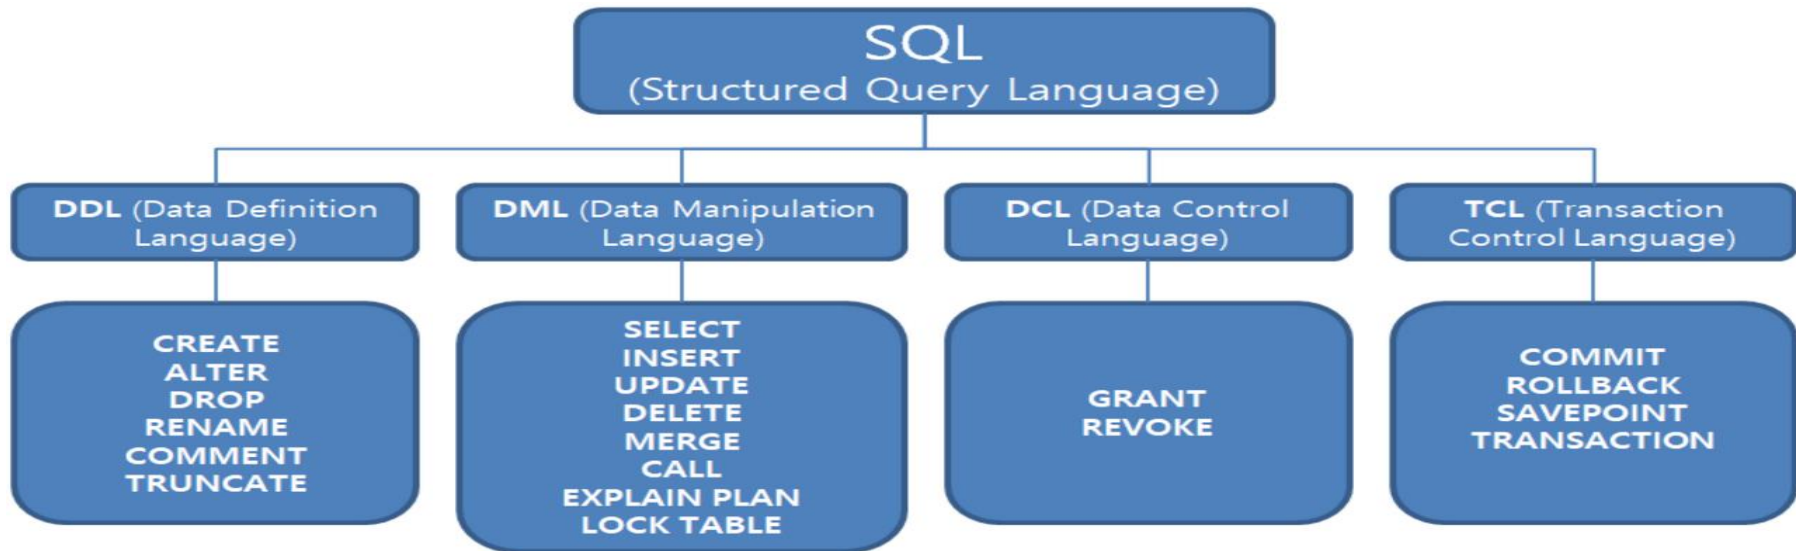 SQL
(Structured Query Language)
DDL (Data Definition
Language)
DML (Data Manipulation
Language)
DCL (Data Control
Language)
TCL (Transaction
Control Language)
CREATE
ALTER
DROP
RENAME
COMMENT
TRUNCATE
SELECT
INSERT
UPDATE
DELETE
MERGE
CALL
EXPLAIN PLAN
LOCK TABLE
GRANT
REVOKE
COMMIT
ROLLBACK
SAVEPOINT
TRANSACTION